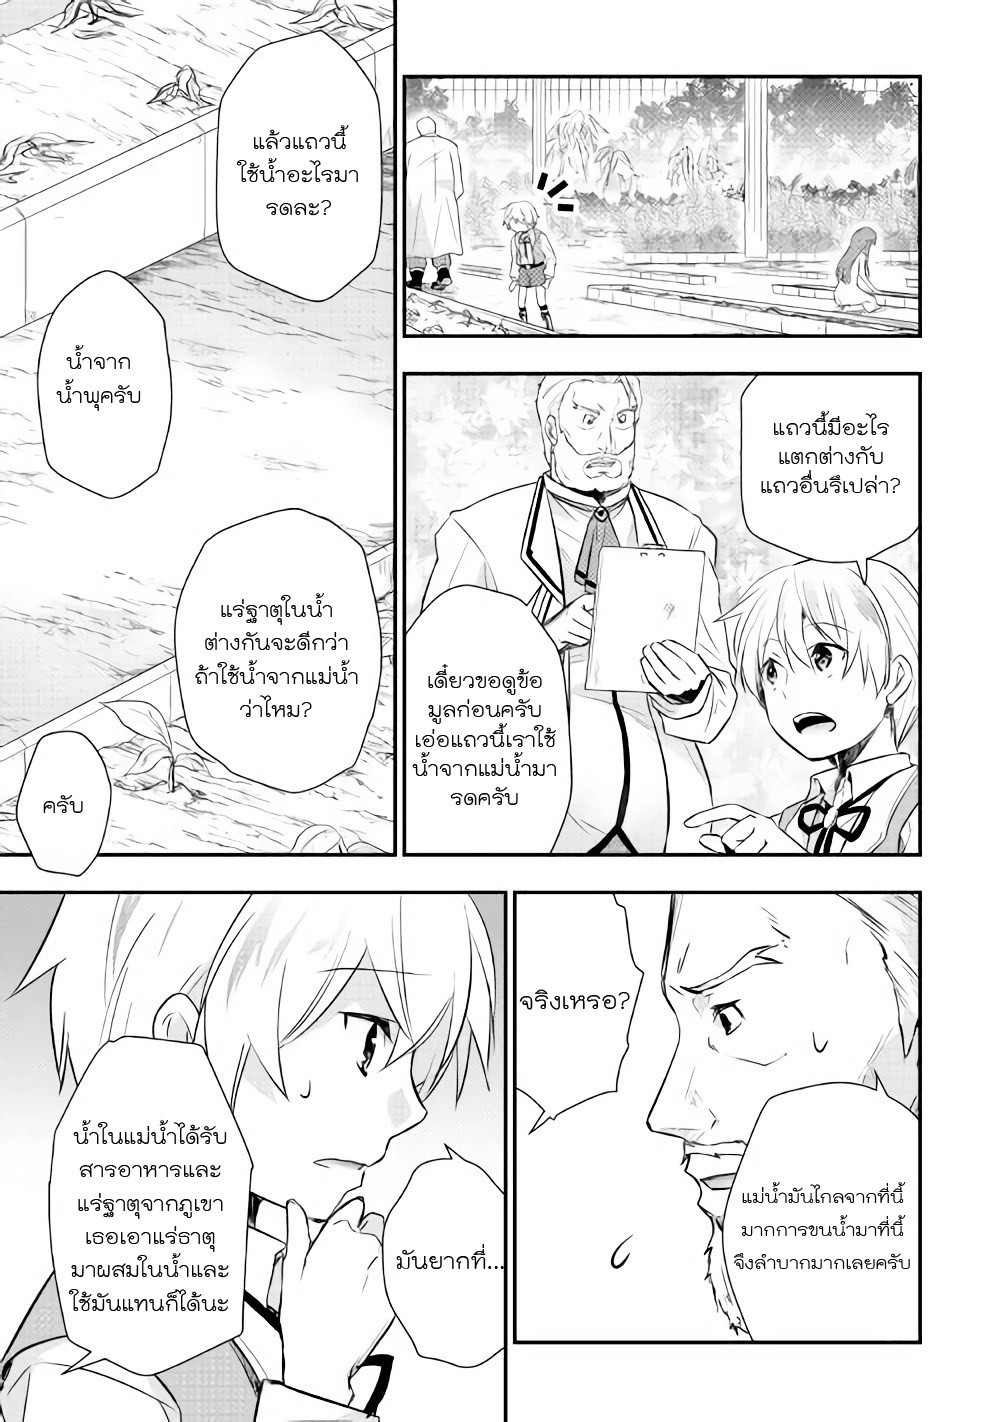 แถวนี้มีอะไร
แตกต่างกับ
แถวอื่นรึเปล่า?
เดี๋ยวขอดูข้อ
มูลก่อนครับ
เอ่อแถวนี้เราใช้
น้ำจากแม่น้ำมา
รดครับ
แล้วแถวนี้
ใช้น้ำอะไรมา
รดละ?
น้ำจาก
น้ำพุครับ
แร่ฐาตุในน้ำ
ต่างกันจะดีกว่า
ถ้าใช้น้ำจากแม่น้ำ
ว่าไหม?
ครับ
จริงเหรอ?
แม่น้ำมันไกลจากที่นี้
มากการขนน้ำมาที่นี้
จึงลำบากมากเลยครับ
มันยากที่...
น้ำในแม่น้ำได้รับ
สารอาหารและ
แร่ฐาตุจากภูเขา
เธอเอาแร่ธาตุ
มาผสมในน้ำและ
ใช้มันแทนก็ได้นะ